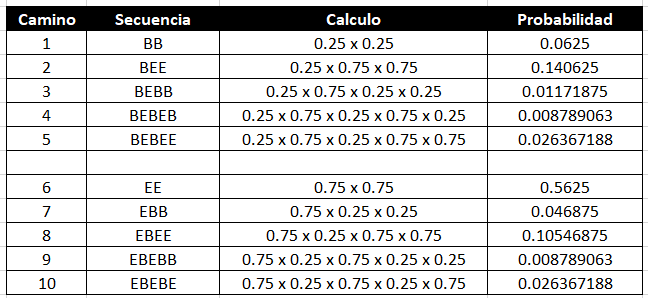 Camino Secuencia Calculo Probabilidad
1 BB 0.25 x 0.25 0.0625
2 BEE 0.25 x 0.75 x 0.75 0.140625
3 BEBB 0.25 x 0.75 x 0.25 x 0.25 0.01171875
4 BEBEB 0.25 x 0.75 x 0.25 x 0.75 x 0.25 0.008789063
5 BEBEE 0.25 x 0.75 x 0.25 x 0.75 x 0.75 0.026367188
6 EE 0.75 x 0.75 0.5625
7 EBB 0.75 x 0.25 x 0.25 0.046875
8 EBEE 0.75 x 0.25 x 0.75 x 0.75 0.10546875
9 EBEBB 0.75 x 0.25 x 0.75 x 0.25 x 0.25 0.008789063
10 EBEBE 0.75 x 0.25 x 0.75 x 0.25 x 0.75 0.026367188